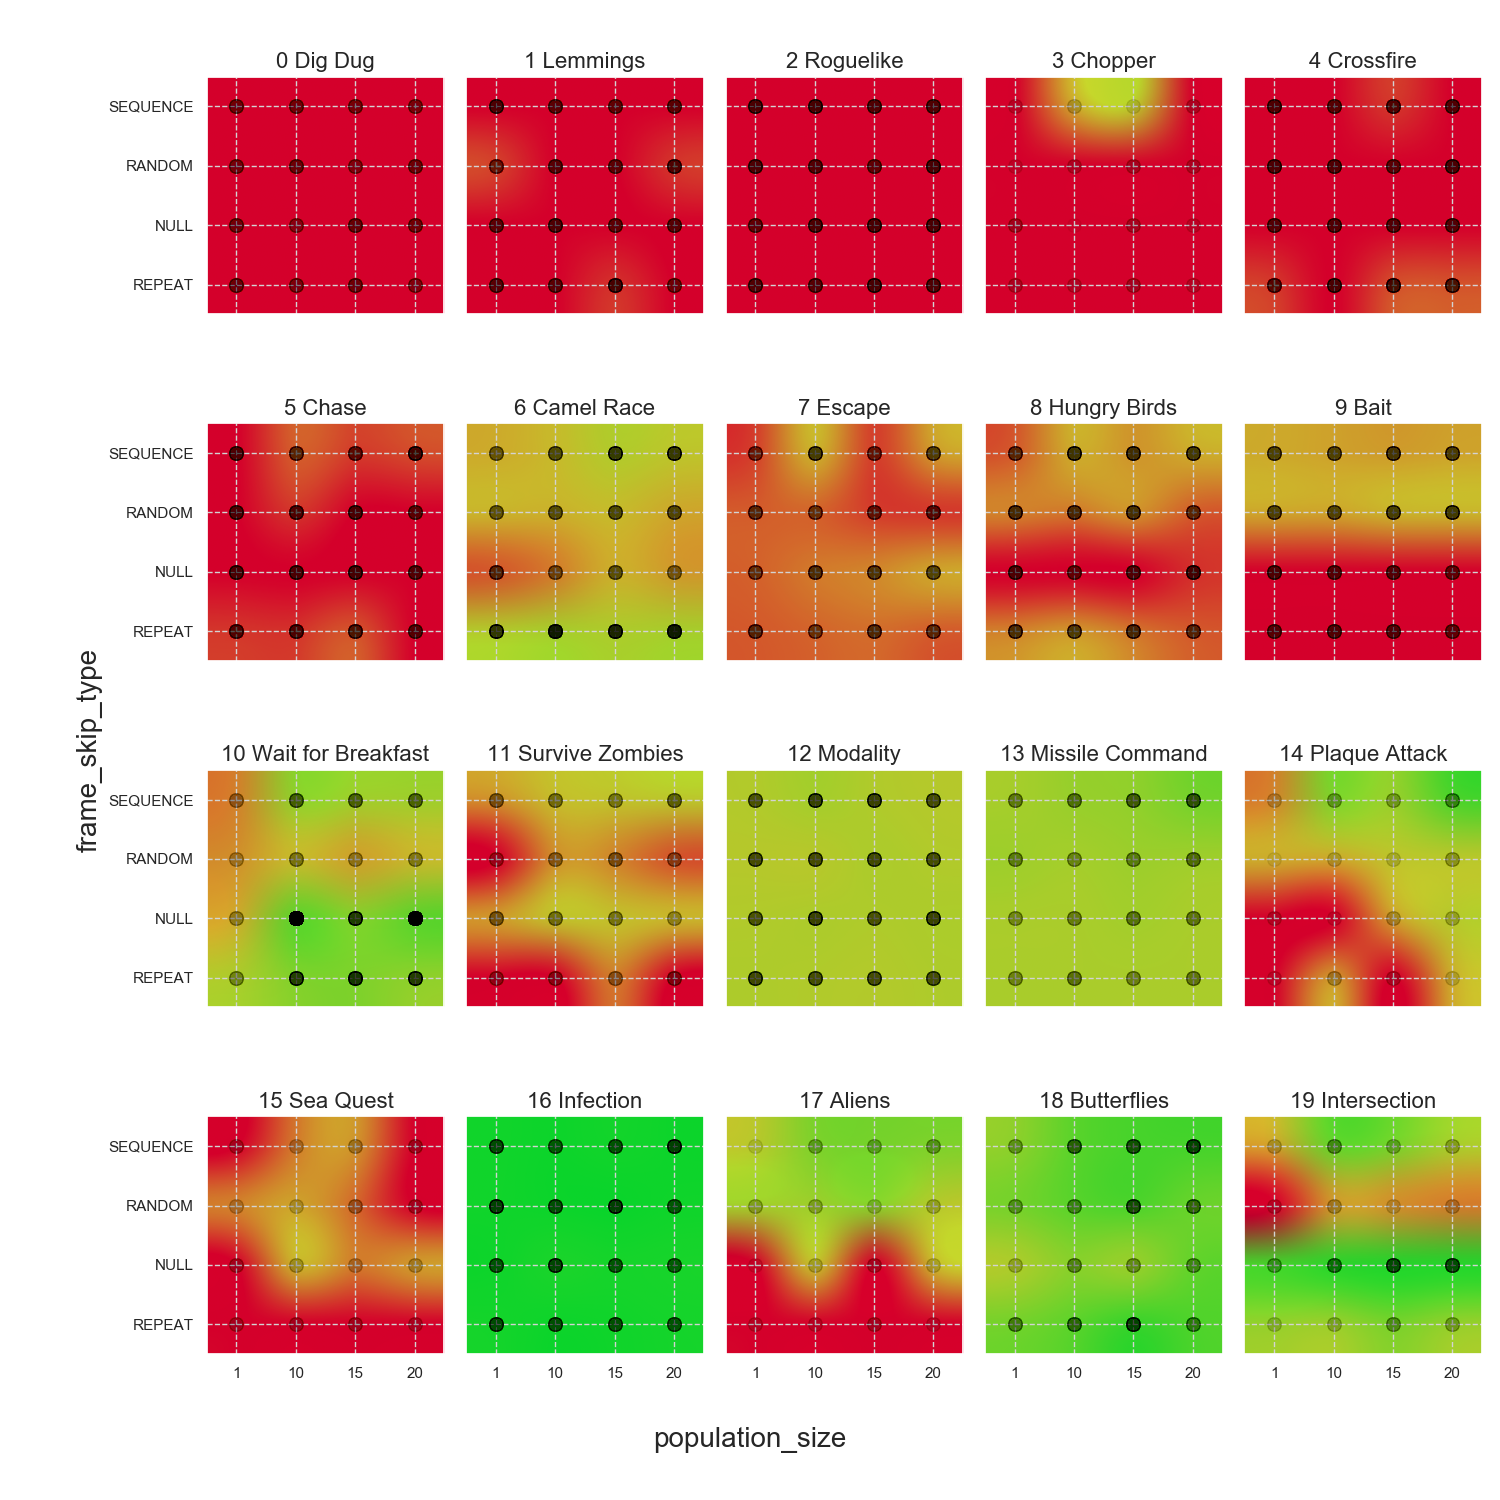 0 Dig Dug
1 Lemmings
2 Roguelike
3 Chopper
4 Crossfire
SEQUENCE
RANDOM
NULL
REPEAT
5 Chase
6 Camel Race
7 Escape
8 Hungry Birds
9 Bait
SEQUENCE
RANDOM
NULL
REPEAT
frame_skip_type
10 Wait for Breakfast
11 Survive Zombies
12 Modality
13 Missile Command
14 Plaque Attack
SEQUENCE
RANDOM
NULL
REPEAT
15 Sea Quest
16 Infection
17 Aliens
18 Butterflies
19 Intersection
SEQUENCE
RANDOM
NULL
REPEAT
1 10 15 20
1 10 15 20
1 10 15 20
1 10 15 20
1 10 15 20
population_size